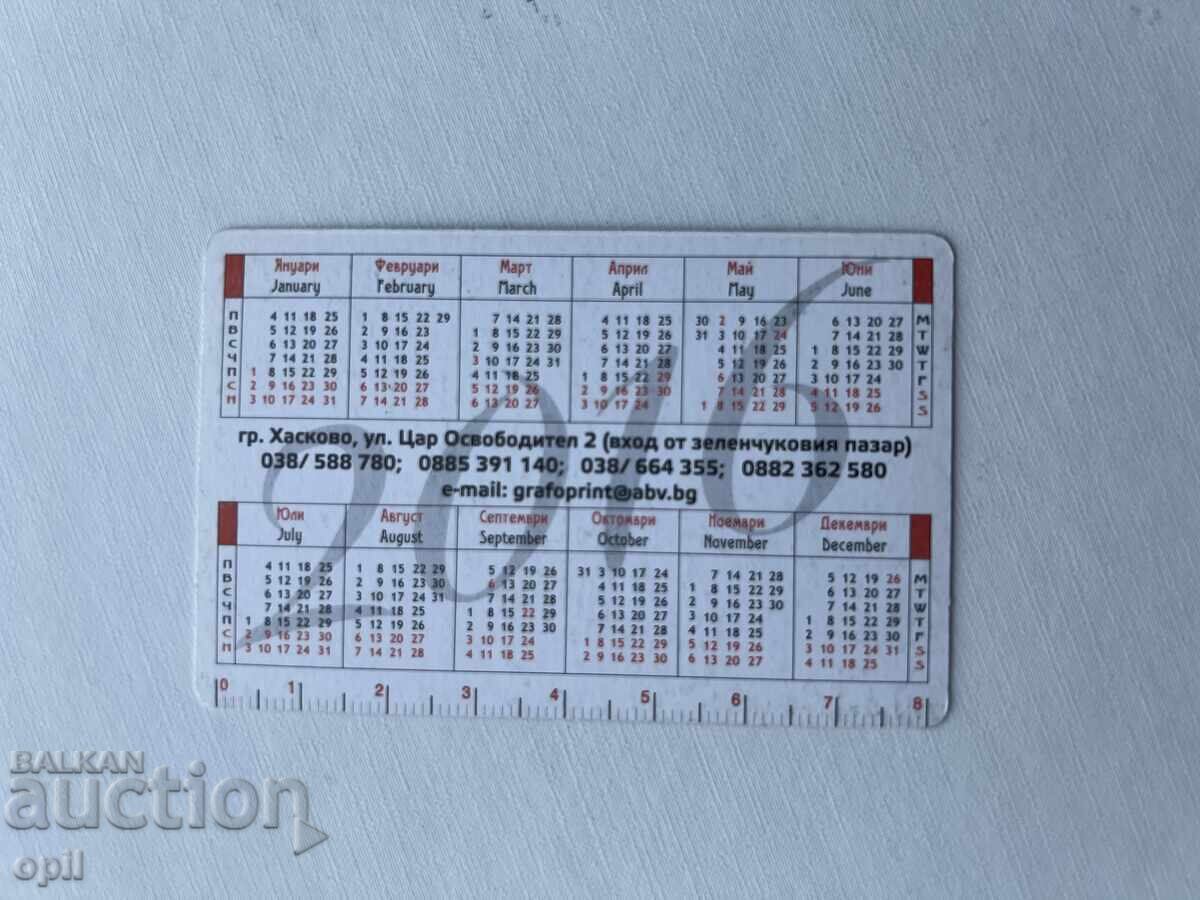 Януари Февруари Март Април Май Юни
January February March April May June
П 4 11 18 25 1 8 15 22 29 7 14 21 28 4 11 18 25 30 2 9 16 23 6 13 20 27 M
В 5 12 19 26 2 9 16 23 1 8 15 22 29 5 12 19 26 31 3 10 17 24 7 14 21 28 T
С 6 13 20 27 3 10 17 24 2 9 16 23 30 6 13 20 27 4 11 18 25 1 8 15 22 29 W
Ч 7 14 21 28 4 11 18 25 3 10 17 24 31 7 14 21 28 5 12 19 26 2 9 16 23 30 T
П 1 8 15 22 29 5 12 19 26 4 11 18 25 1 8 15 22 29 6 13 20 27 3 10 17 24 F
С 2 9 16 23 30 6 13 20 27 5 12 19 26 2 9 16 23 30 7 14 21 28 4 11 18 25 S
Н 3 10 17 24 31 7 14 21 28 6 13 20 27 3 10 17 24 1 8 15 22 29 5 12 19 26 S
2016
гр. Хасково, ул. Цар Освободител 2 (вход от зеленчуковия пазар)
038/ 588 780; 0885 391 140; 038/ 664 355; 0882 362 580
e-mail: grafoprint@abv.bg
Юли Август Септември Октомври Ноември Декември
July August September October November December
П 4 11 18 25 1 8 15 22 29 5 12 19 26 31 3 10 17 24 7 14 21 28 5 12 19 26 M
В 5 12 19 26 2 9 16 23 30 6 13 20 27 4 11 18 25 1 8 15 22 29 6 13 20 27 T
С 6 13 20 27 3 10 17 24 31 7 14 21 28 5 12 19 26 2 9 16 23 30 7 14 21 28 W
Ч 7 14 21 28 4 11 18 25 1 8 15 22 29 6 13 20 27 3 10 17 24 1 8 15 22 29 T
П 1 8 15 22 29 5 12 19 26 2 9 16 23 30 7 14 21 28 4 11 18 25 2 9 16 23 30 F
С 2 9 16 23 30 6 13 20 27 3 10 17 24 1 8 15 22 29 5 12 19 26 3 10 17 24 31 S
Н 3 10 17 24 31 7 14 21 28 4 11 18 25 2 9 16 23 30 6 13 20 27 4 11 18 25 S
0 1 2 3 4 5 6 7 8
BALKAN
auction
opil